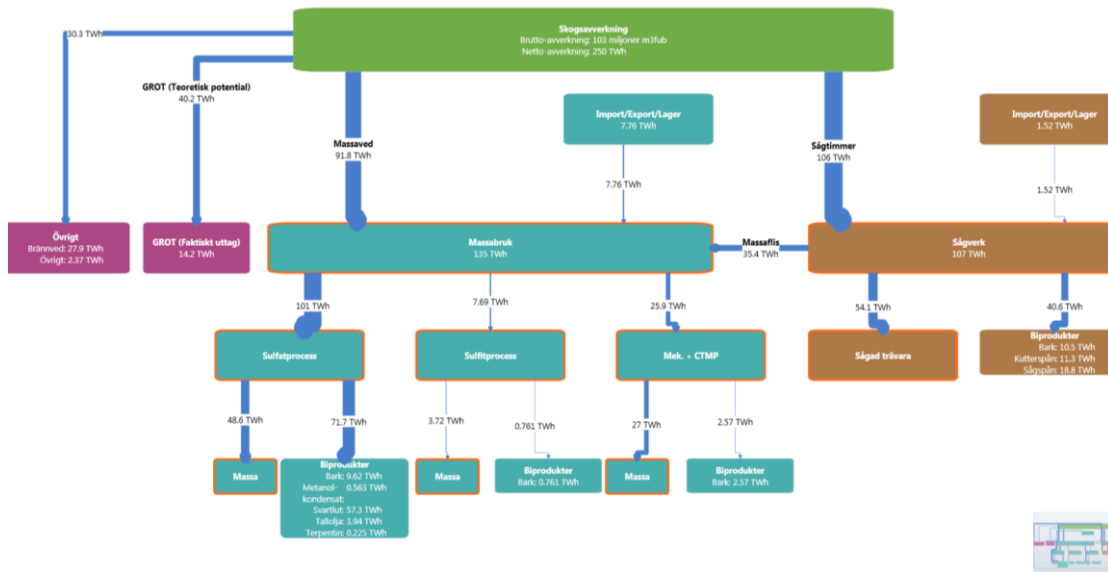 Skogsavverkning
Brutto-avverkning: 103 miljoner m3fub
Netto-avverkning: 250 TWh
30.3 TWh
GROT (Teoretisk potential)
40.2 TWh
Massaved
91.8 TWh
Import/Export/Lager
7.76 TWh
Sågtimmer
106 TWh
Import/Export/Lager
1.52 TWh
7.76 TWh
1.52 TWh
Övrigt
Brännved: 27.9 TWh
Övrigt: 2.37 TWh
GROT (Faktiskt uttag)
14.2 TWh
Massabruk
135 TWh
Massaflis
35.4 TWh
Sågverk
107 TWh
101 TWh
7.69 TWh
25.9 TWh
54.1 TWh
40.6 TWh
Sulfatprocess
Sulfitprocess
Mek. + CTMP
Sågad trävara
Biprodukter
Bark: 10.5 TWh
Kutterspån: 11.3 TWh
Sågspån: 18.8 TWh
48.6 TWh
71.7 TWh
3.72 TWh
0.761 TWh
27 TWh
2.57 TWh
Massa
Biprodukter
Bark: 9.62 TWh
Metanol- 0.563 TWh
kondensat:
Svartlut: 57.3 TWh
Tallolja: 3.94 TWh
Terpentin: 0.225 TWh
Massa
Biprodukter
Bark: 0.761 TWh
Massa
Biprodukter
Bark: 2.57 TWh